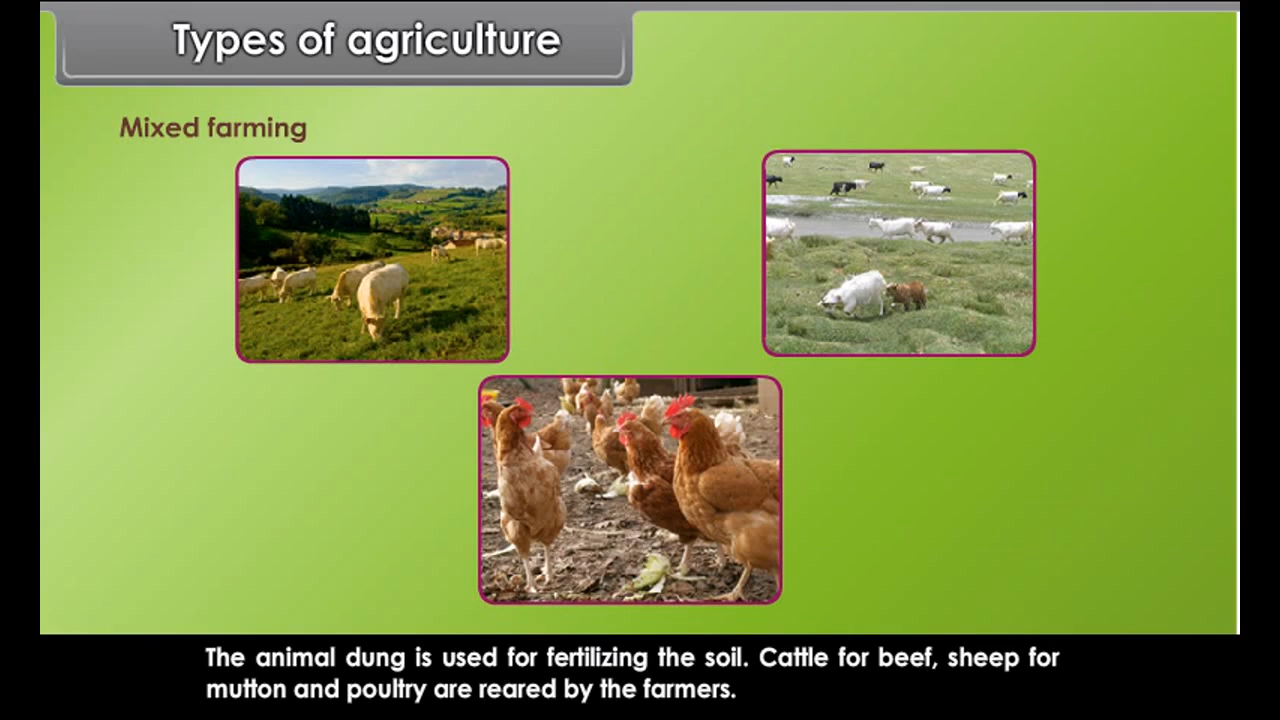 Types of agriculture
Mixed farming
The animal dung is used for fertilizing the soil. Cattle for beef, sheep for
mutton and poultry are reared by the farmers.